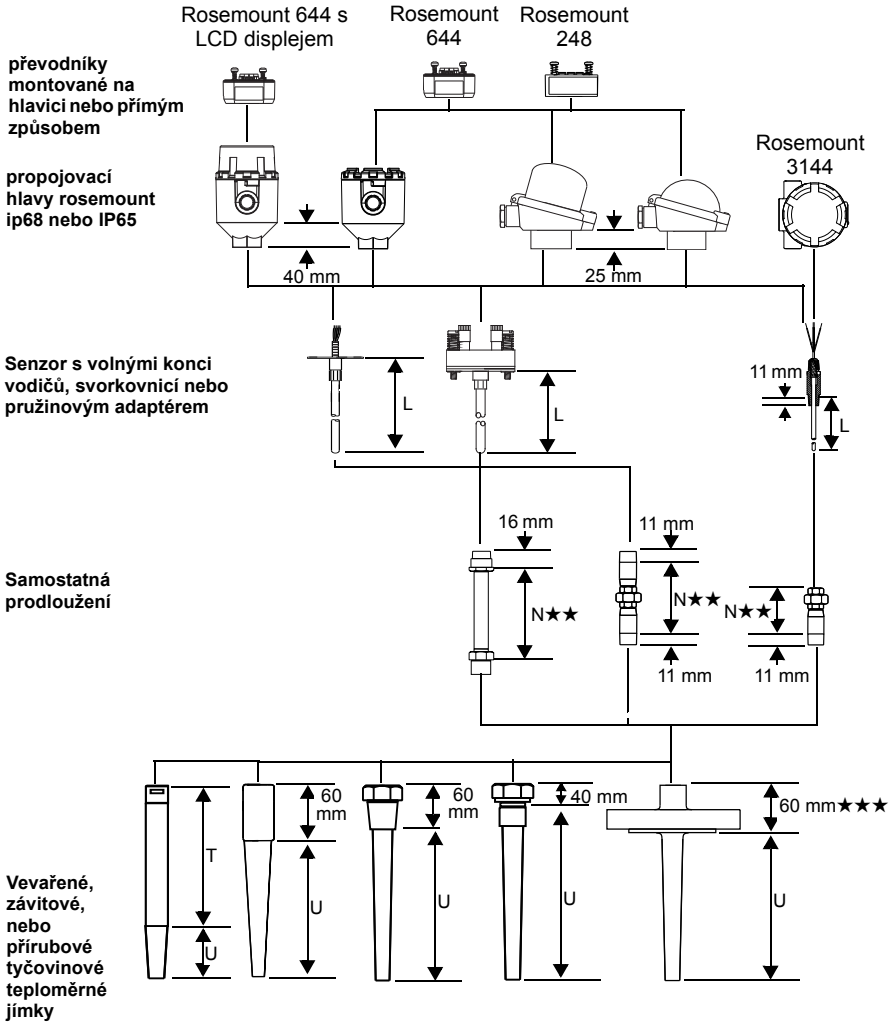 Rosemount 644 s
LCD displejem
Rosemount
644
Rosemount
248
převodníky
montované na
hlavici nebo přímým
způsobem
Rosemount
3144
propojovací
hlavy rosemount
ip68 nebo IP65
40 mm
25 mm
Senzor s volnými konci
vodičů, svorkovnicí nebo
pružinovým adaptérem
L
L
11 mm
L
16 mm
11 mm
Samostatná
prodloužení
N★★
N★★
N★★
11 mm
11 mm
60
mm
60
mm
40 mm
60 mm★★★
T
U
U
U
U
U
Vevařené,
závitové,
nebo
přírubové
tyčovinové
teploměrné
jímky